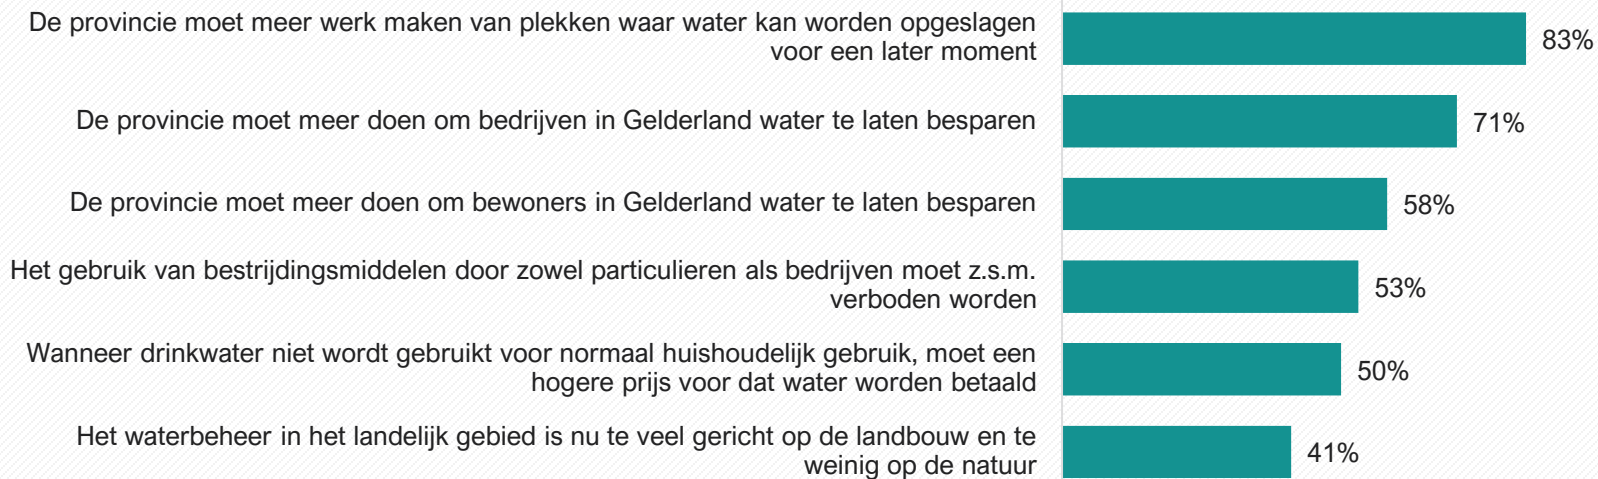 De provincie moet meer werk maken van plekken waar water kan worden opgeslagen
voor een later moment
83%
De provincie moet meer doen om bedrijven in Gelderland water te laten besparen
71%
De provincie moet meer doen om bewoners in Gelderland water te laten besparen
58%
Het gebruik van bestrijdingsmiddelen door zowel particulieren als bedrijven moet z.s.m.
verboden worden
53%
Wanneer drinkwater niet wordt gebruikt voor normaal huishoudelijk gebruik, moet een
hogere prijs voor dat water worden betaald
50%
Het waterbeheer in het landelijk gebied is nu te veel gericht op de landbouw en te
weinig op de natuur
41%